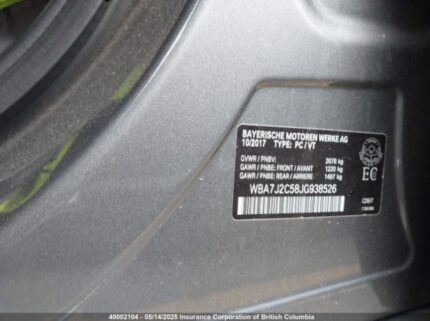 BAYERISCHE MOTOREN WERKE AG
10/2017 TYPE: PC / VT
GVWR / PNBV: 2678 kg
GAWR / PNBE: FRONT / AVANT 1220 kg
GAWR / PNBE: REAR / ARRIERE 1497 kg
WBA7J2C58JG938526
EC
40002104 - 05/14/2025 Insurance Corporation of British Columbia